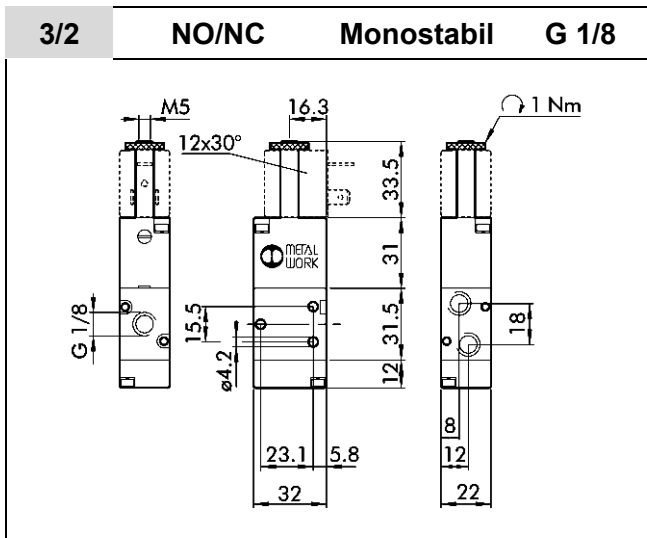 3/2 NO/NC Monostabil G 1/8
M5
16.3
1 Nm
12x30°
33.5
METAL
WORK
31
G 1/8
15.5
ø4.2
31.5
12
18
8
23.1
5.8
12
32
22